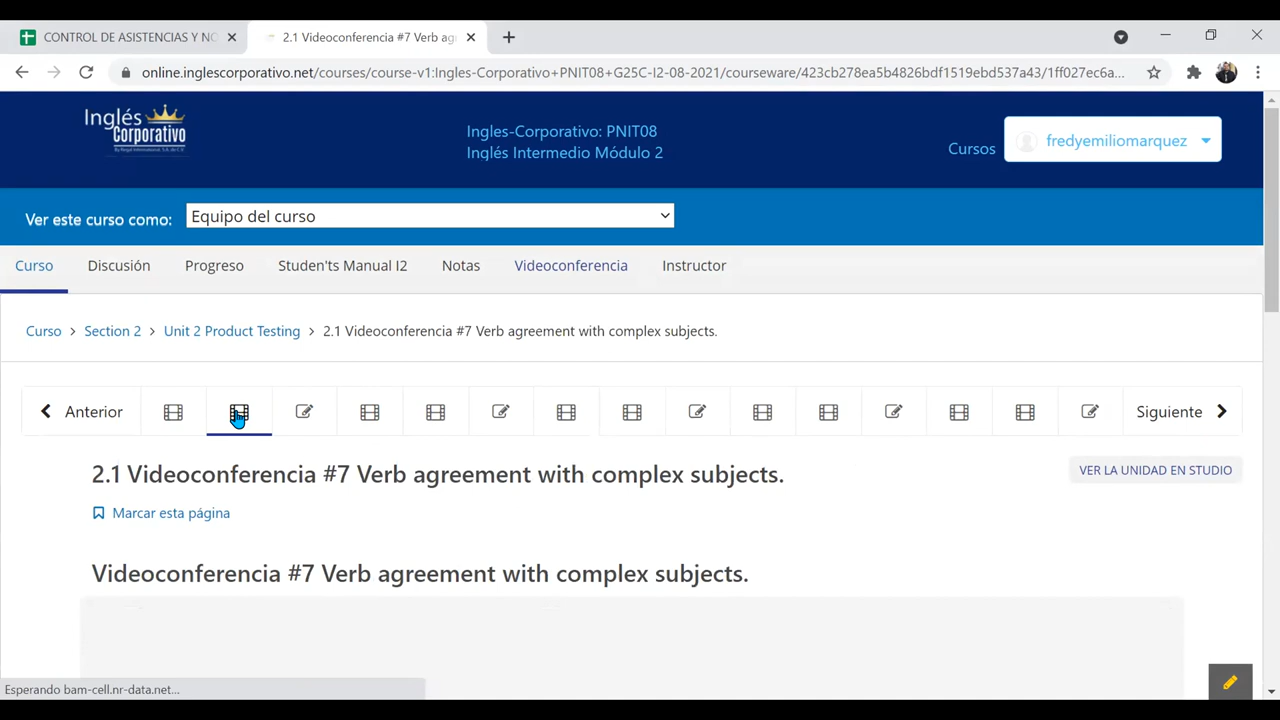 CONTROL DE ASISTENCIAS Y NO
2.1 Videoconferencia #7 Verb ag
online.inglescorporativo.net/courses/course-v1:Ingles-Corporativo+PNIT08+G25C-I2-08-2021/courseware/423cb278ea5b4826bdf1519ebd537a43/1ff027ec6a...
Inglés
Corporativo
Ingles-Corporativo: PNIT08
Inglés Intermedio Módulo 2
Cursos
fredyemiliomarquez
Ver este curso como:
Equipo del curso
Curso
Discusión
Progreso
Studen'ts Manual I2
Notas
Videoconferencia
Instructor
Curso > Section 2 > Unit 2 Product Testing > 2.1 Videoconferencia #7 Verb agreement with complex subjects.
Anterior
Siguiente
2.1 Videoconferencia #7 Verb agreement with complex subjects.
VER LA UNIDAD EN STUDIO
Marcar esta página
Videoconferencia #7 Verb agreement with complex subjects.
Esperando bam-cell.nr-data.net...